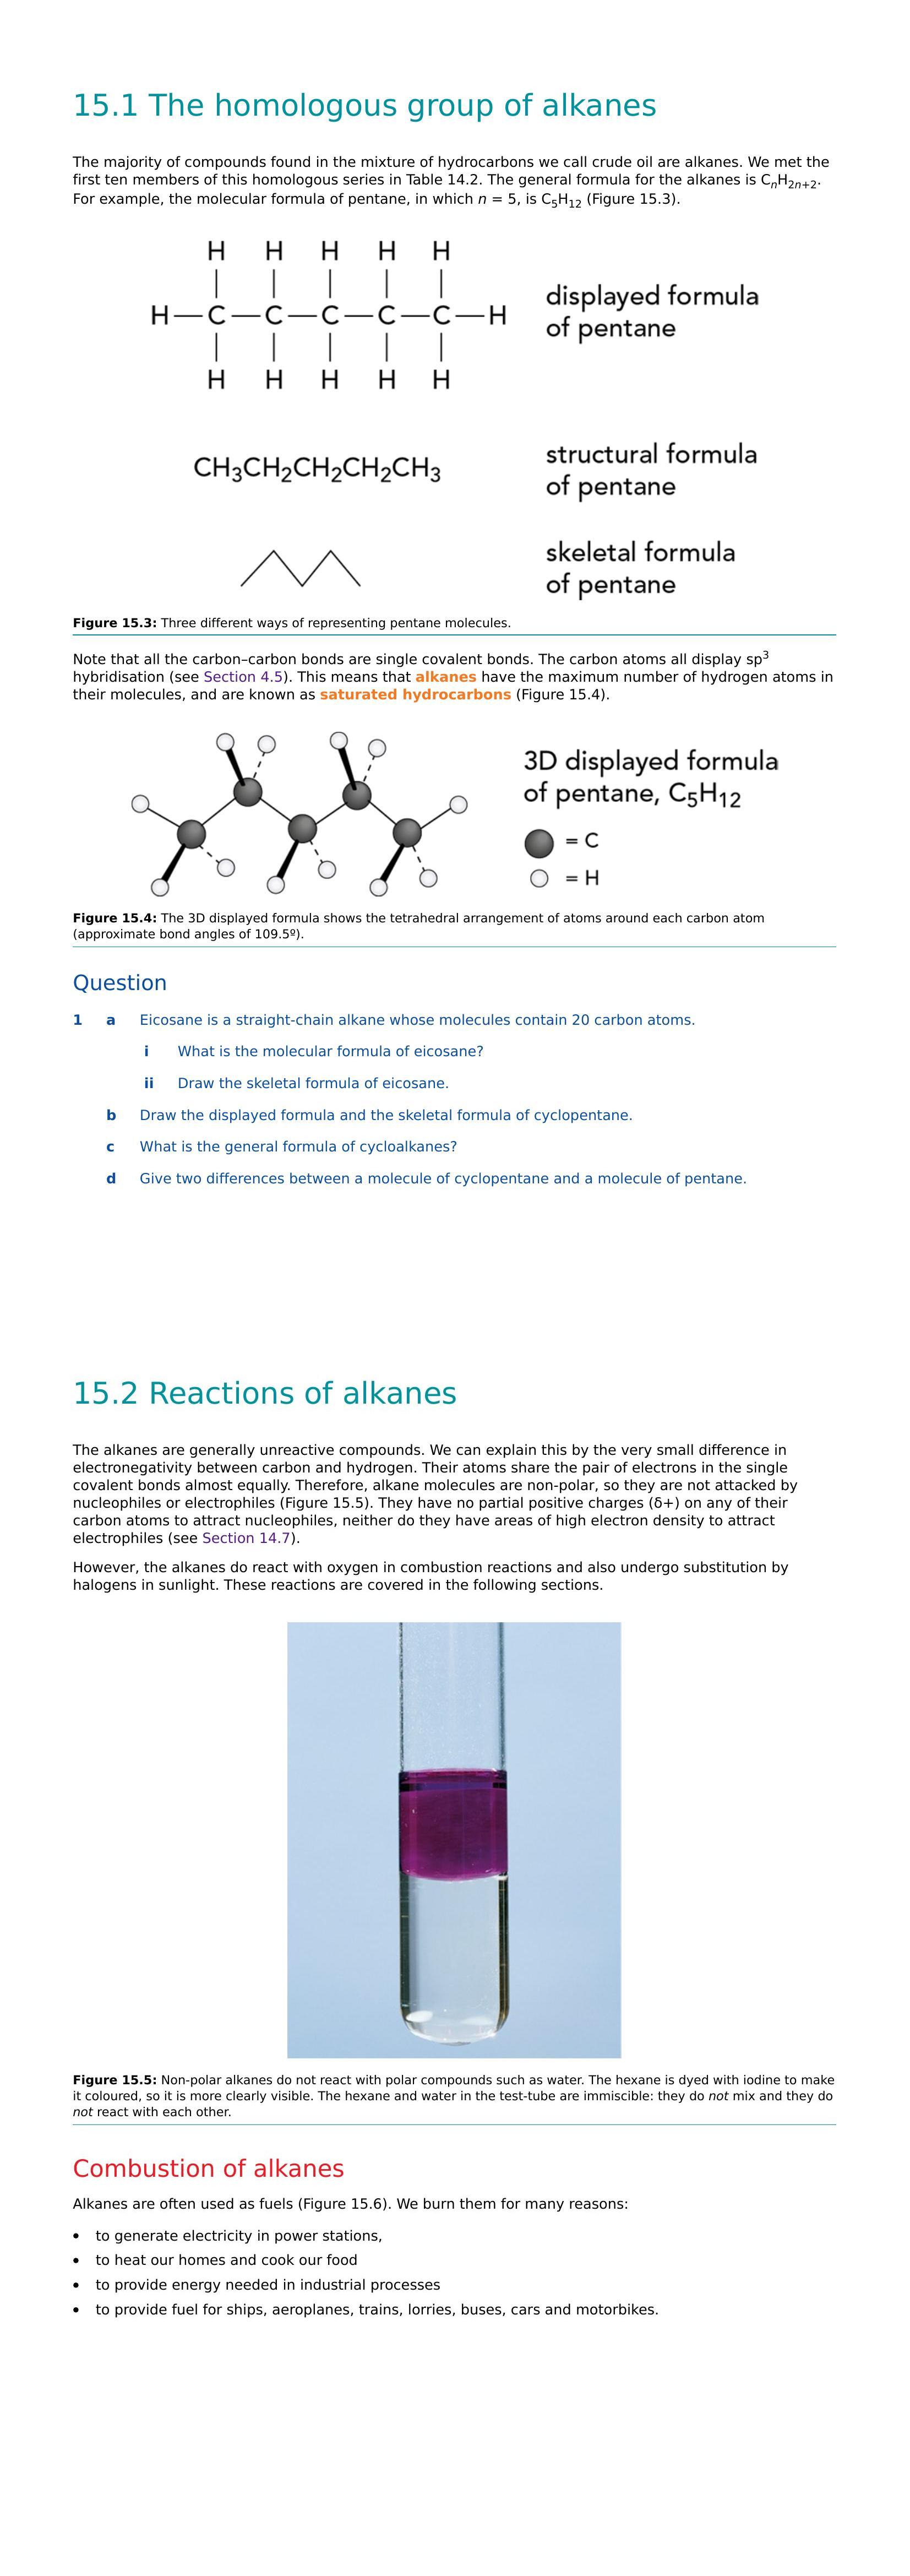 15.1 The homologous group of alkanes
The majority of compounds found in the mixture of hydrocarbons we call crude oil are alkanes. We met the
first ten members of this homologous series in Table 14.2. The general formula for the alkanes is CₙH₂ₙ₊₂.
For example, the molecular formula of pentane, in which n = 5, is C₅H₁₂ (Figure 15.3).
H H H H H
H—C—C—C—C—C—H
H H H H H
displayed formula
of pentane
CH₃CH₂CH₂CH₂CH₃
structural formula
of pentane
skeletal formula
of pentane
Figure 15.3: Three different ways of representing pentane molecules.
Note that all the carbon–carbon bonds are single covalent bonds. The carbon atoms all display sp³
hybridisation (see Section 4.5). This means that alkanes have the maximum number of hydrogen atoms in
their molecules, and are known as saturated hydrocarbons (Figure 15.4).
3D displayed formula
of pentane, C₅H₁₂
= C
= H
Figure 15.4: The 3D displayed formula shows the tetrahedral arrangement of atoms around each carbon atom
(approximate bond angles of 109.5º).
Question
1 a Eicosane is a straight-chain alkane whose molecules contain 20 carbon atoms.
i What is the molecular formula of eicosane?
ii Draw the skeletal formula of eicosane.
b Draw the displayed formula and the skeletal formula of cyclopentane.
c What is the general formula of cycloalkanes?
d Give two differences between a molecule of cyclopentane and a molecule of pentane.
15.2 Reactions of alkanes
The alkanes are generally unreactive compounds. We can explain this by the very small difference in
electronegativity between carbon and hydrogen. Their atoms share the pair of electrons in the single
covalent bonds almost equally. Therefore, alkane molecules are non-polar, so they are not attacked by
nucleophiles or electrophiles (Figure 15.5). They have no partial positive charges (δ+) on any of their
carbon atoms to attract nucleophiles, neither do they have areas of high electron density to attract
electrophiles (see Section 14.7).
However, the alkanes do react with oxygen in combustion reactions and also undergo substitution by
halogens in sunlight. These reactions are covered in the following sections.
Figure 15.5: Non-polar alkanes do not react with polar compounds such as water. The hexane is dyed with iodine to make
it coloured, so it is more clearly visible. The hexane and water in the test-tube are immiscible: they do not mix and they do
not react with each other.
Combustion of alkanes
Alkanes are often used as fuels (Figure 15.6). We burn them for many reasons:
• to generate electricity in power stations,
• to heat our homes and cook our food
• to provide energy needed in industrial processes
• to provide fuel for ships, aeroplanes, trains, lorries, buses, cars and motorbikes.